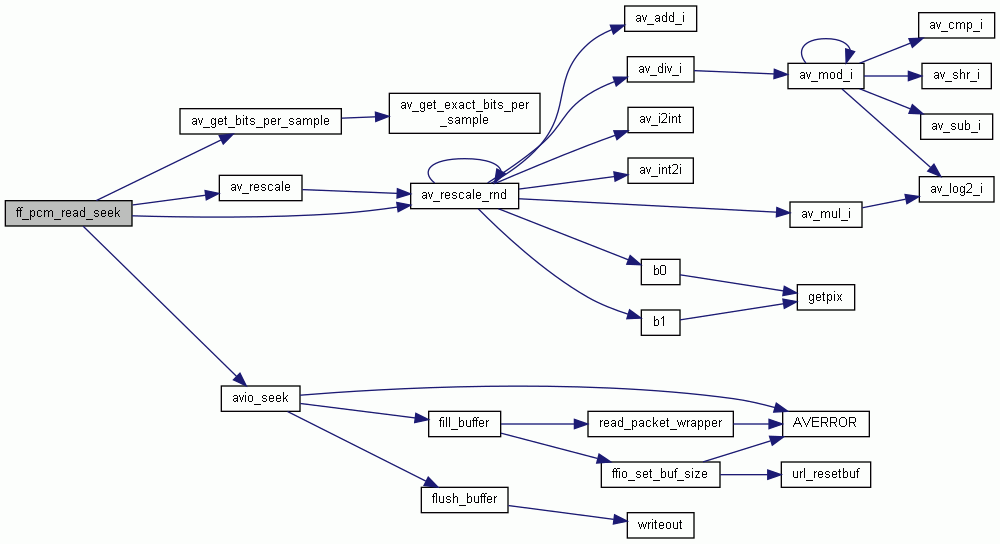 ff_pcm_read_seek
av_get_bits_per_sample
av_get_exact_bits_per
_sample
av_rescale
av_rescale_rnd
av_add_i
av_div_i
av_i2int
av_int2i
av_mod_i
av_cmp_i
av_shr_i
av_sub_i
av_log2_i
av_mul_i
b0
b1
getpix
avio_seek
fill_buffer
flush_buffer
read_packet_wrapper
ffio_set_buf_size
writeout
AVERROR
url_resetbuf